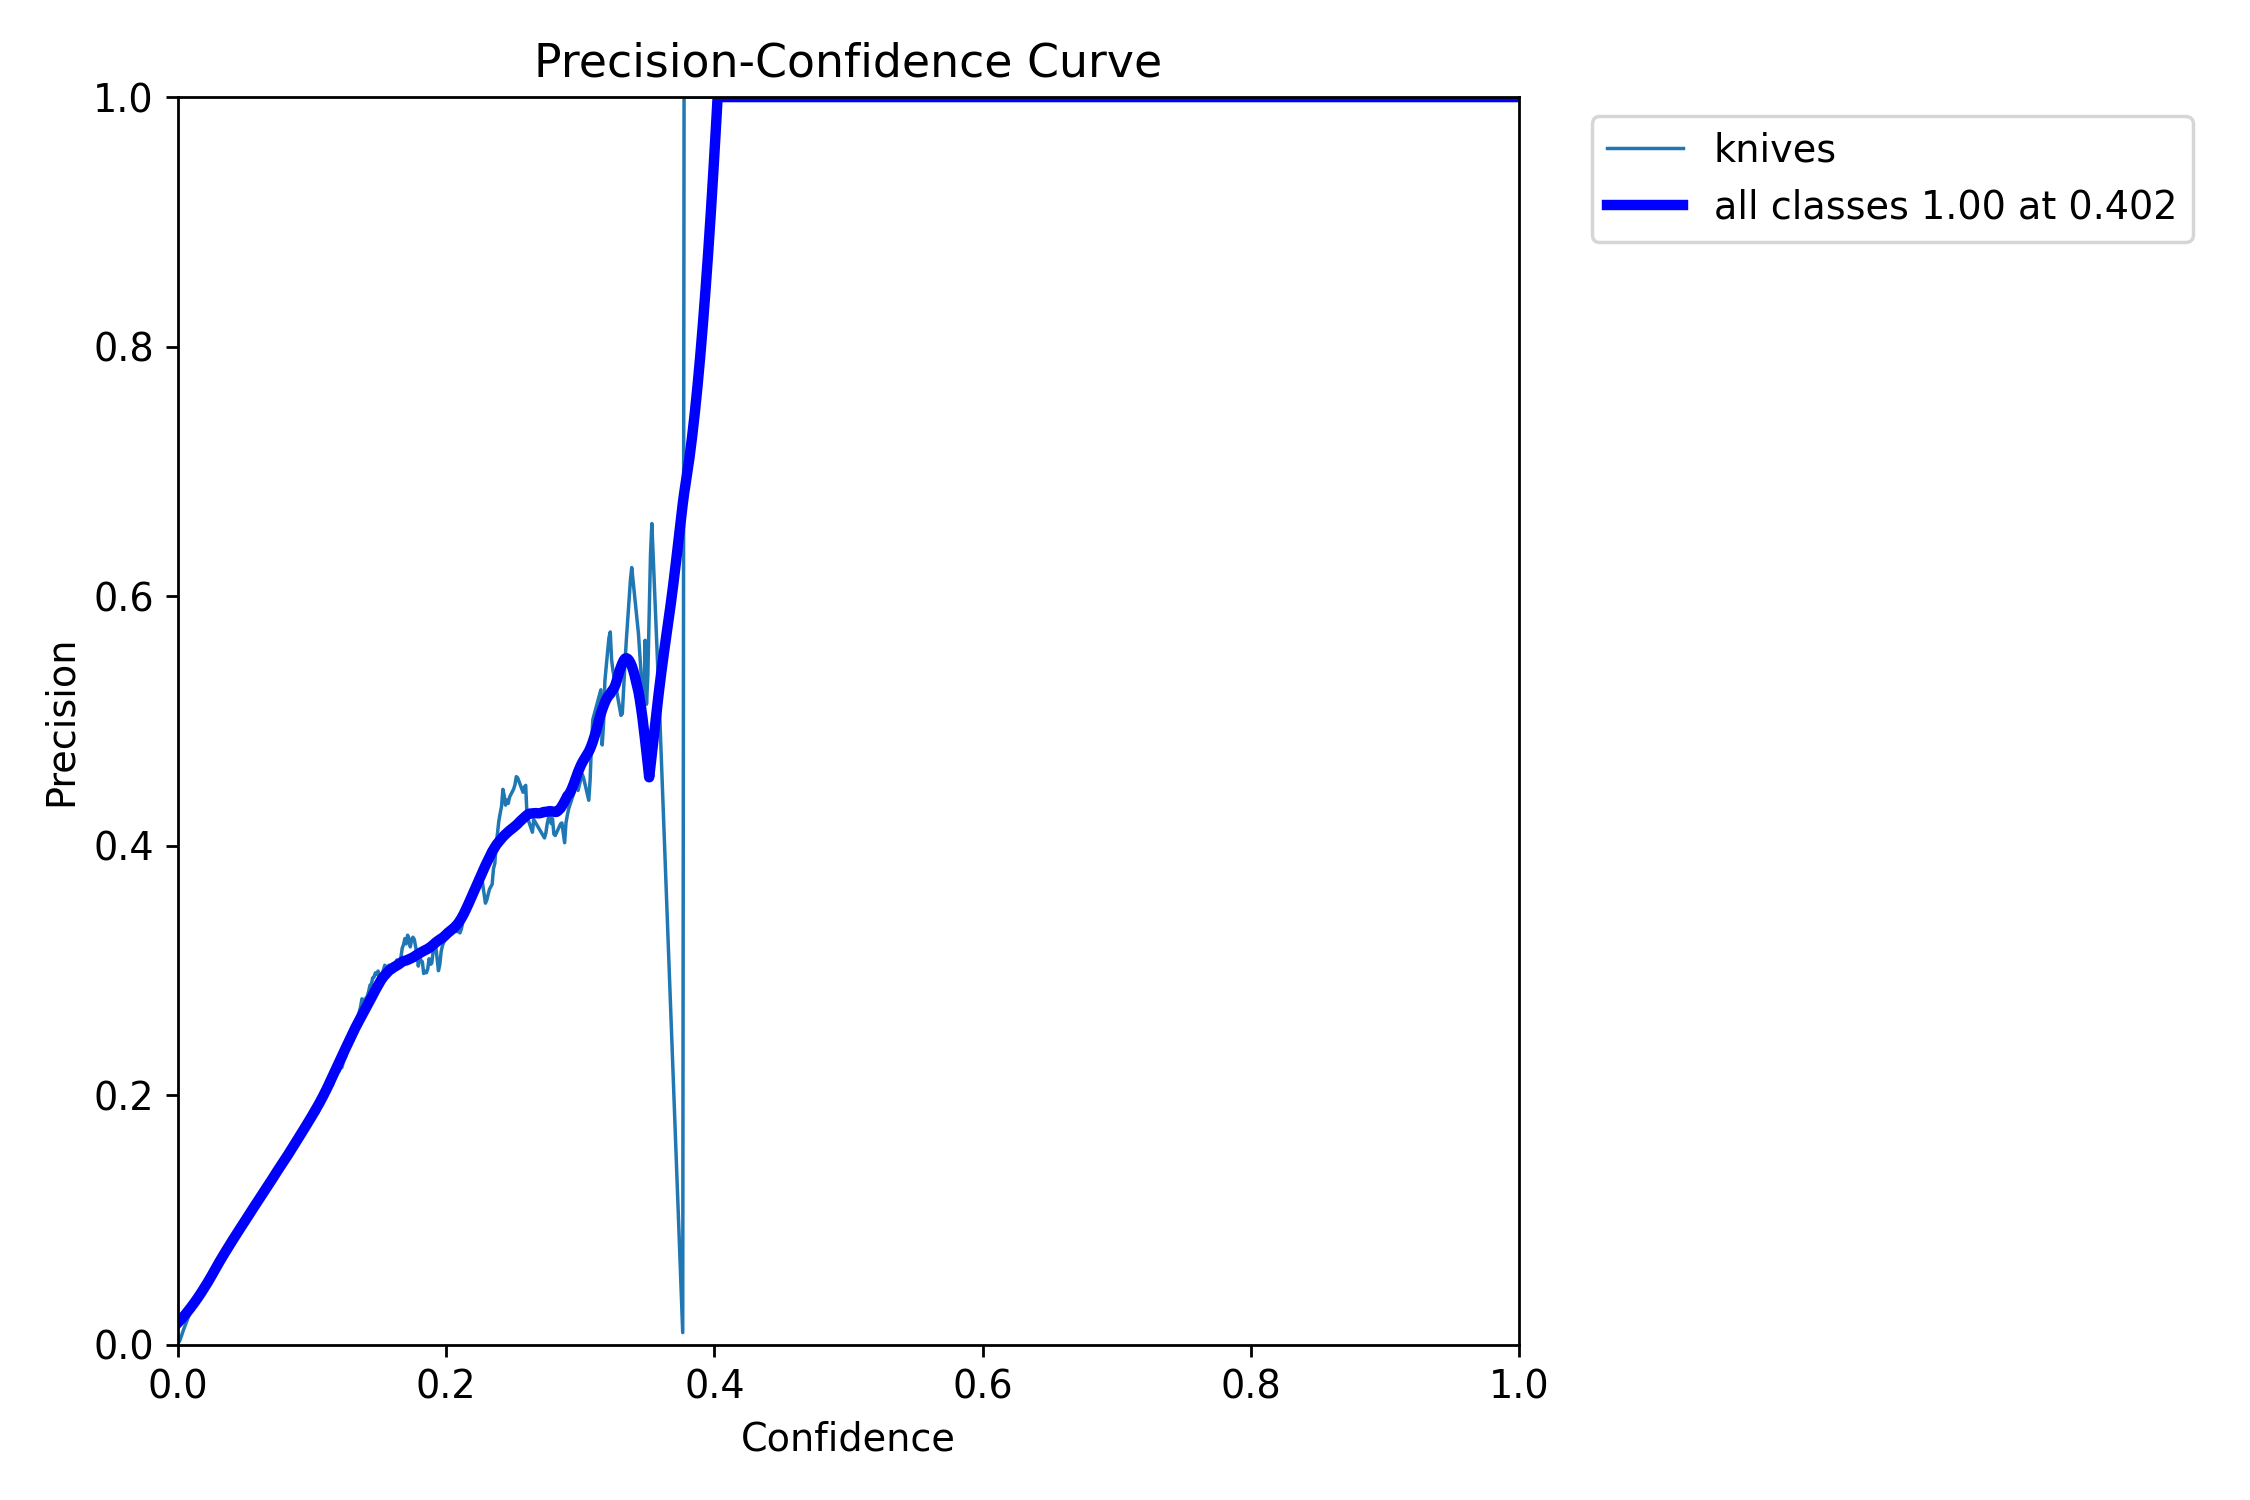 Precision-Confidence Curve
knives
all classes 1.00 at 0.402
Precision
1.0
0.8
0.6
0.4
0.2
0.0
0.0 0.2 0.4 0.6 0.8 1.0
Confidence